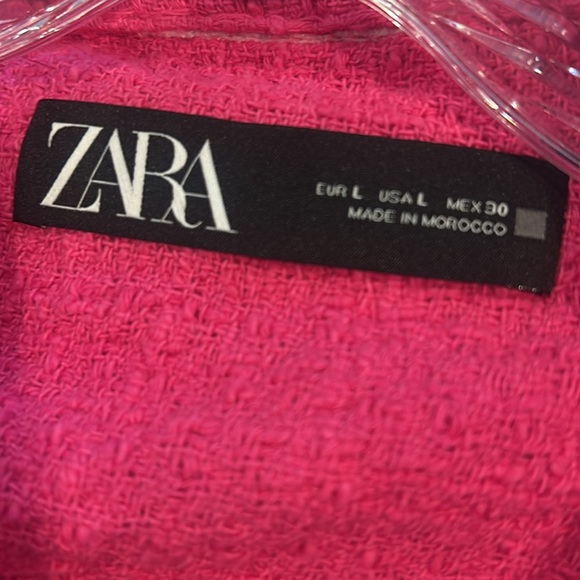 ZARA
EUR L USA L MEX 30
MADE IN MOROCCO